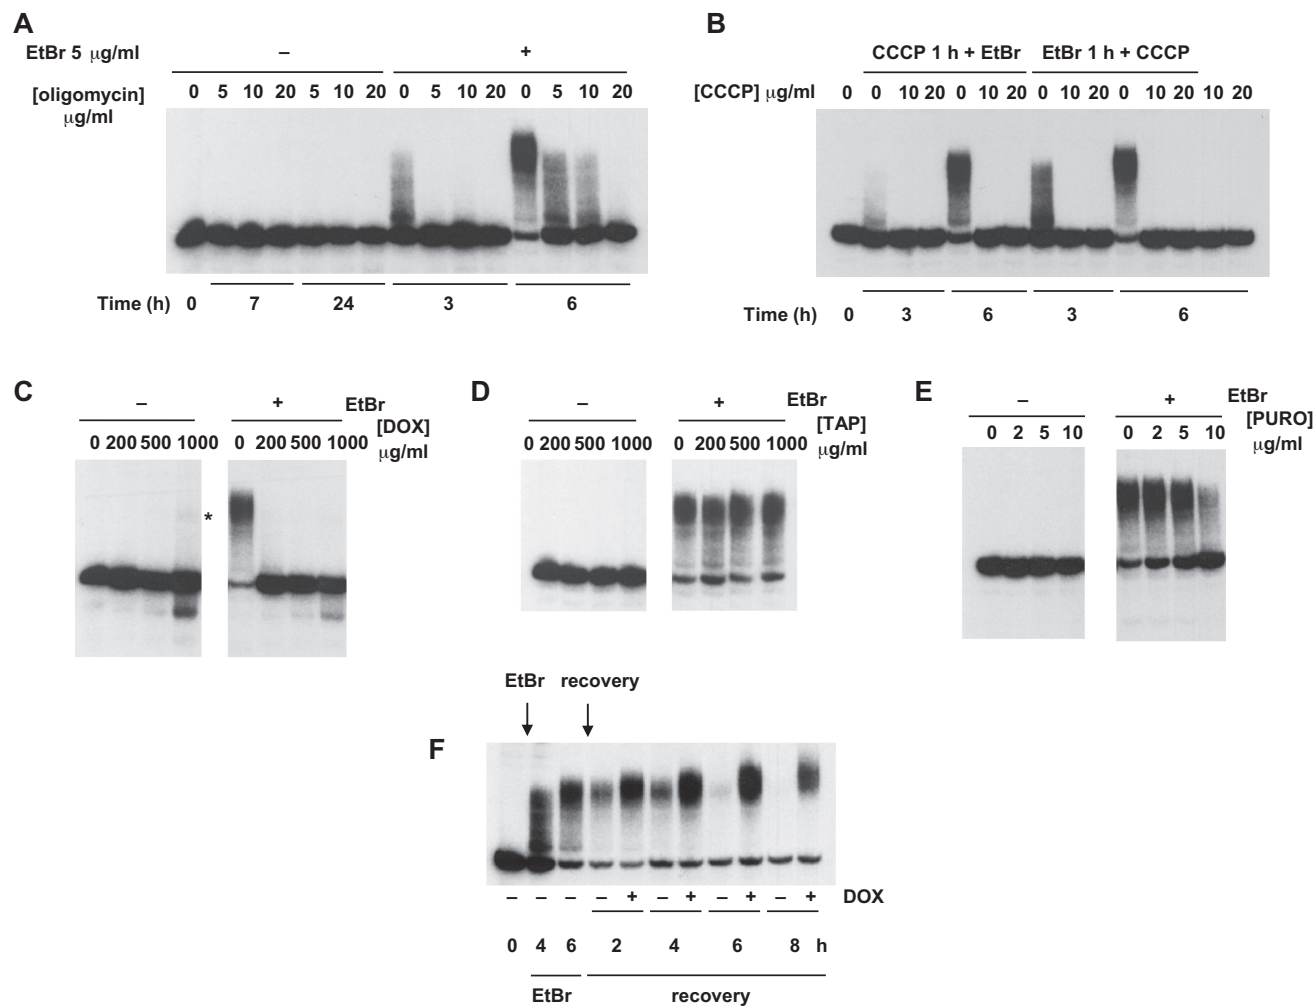 A
EtBr 5 μg/ml – +
[oligomycin] 0 5 10 20 5 10 20 0 5 10 20 0 5 10 20
μg/ml
Time (h) 0 7 24 3 6
B
CCCP 1 h + EtBr EtBr 1 h + CCCP
[CCCP] μg/ml 0 0 10 20 0 10 20 0 10 20 0 10 20 10 20
Time (h) 0 3 6 3 6
C
– + EtBr
[DOX]
0 200 500 1000 0 200 500 1000 μg/ml
*
D
– + EtBr
[TAP]
0 200 500 1000 0 200 500 1000 μg/ml
E
– + EtBr
[PURO]
0 2 5 10 0 2 5 10
μg/ml
EtBr recovery
F
– – – – + – + – + – + DOX
0 4 6 2 4 6 8 h
EtBr recovery